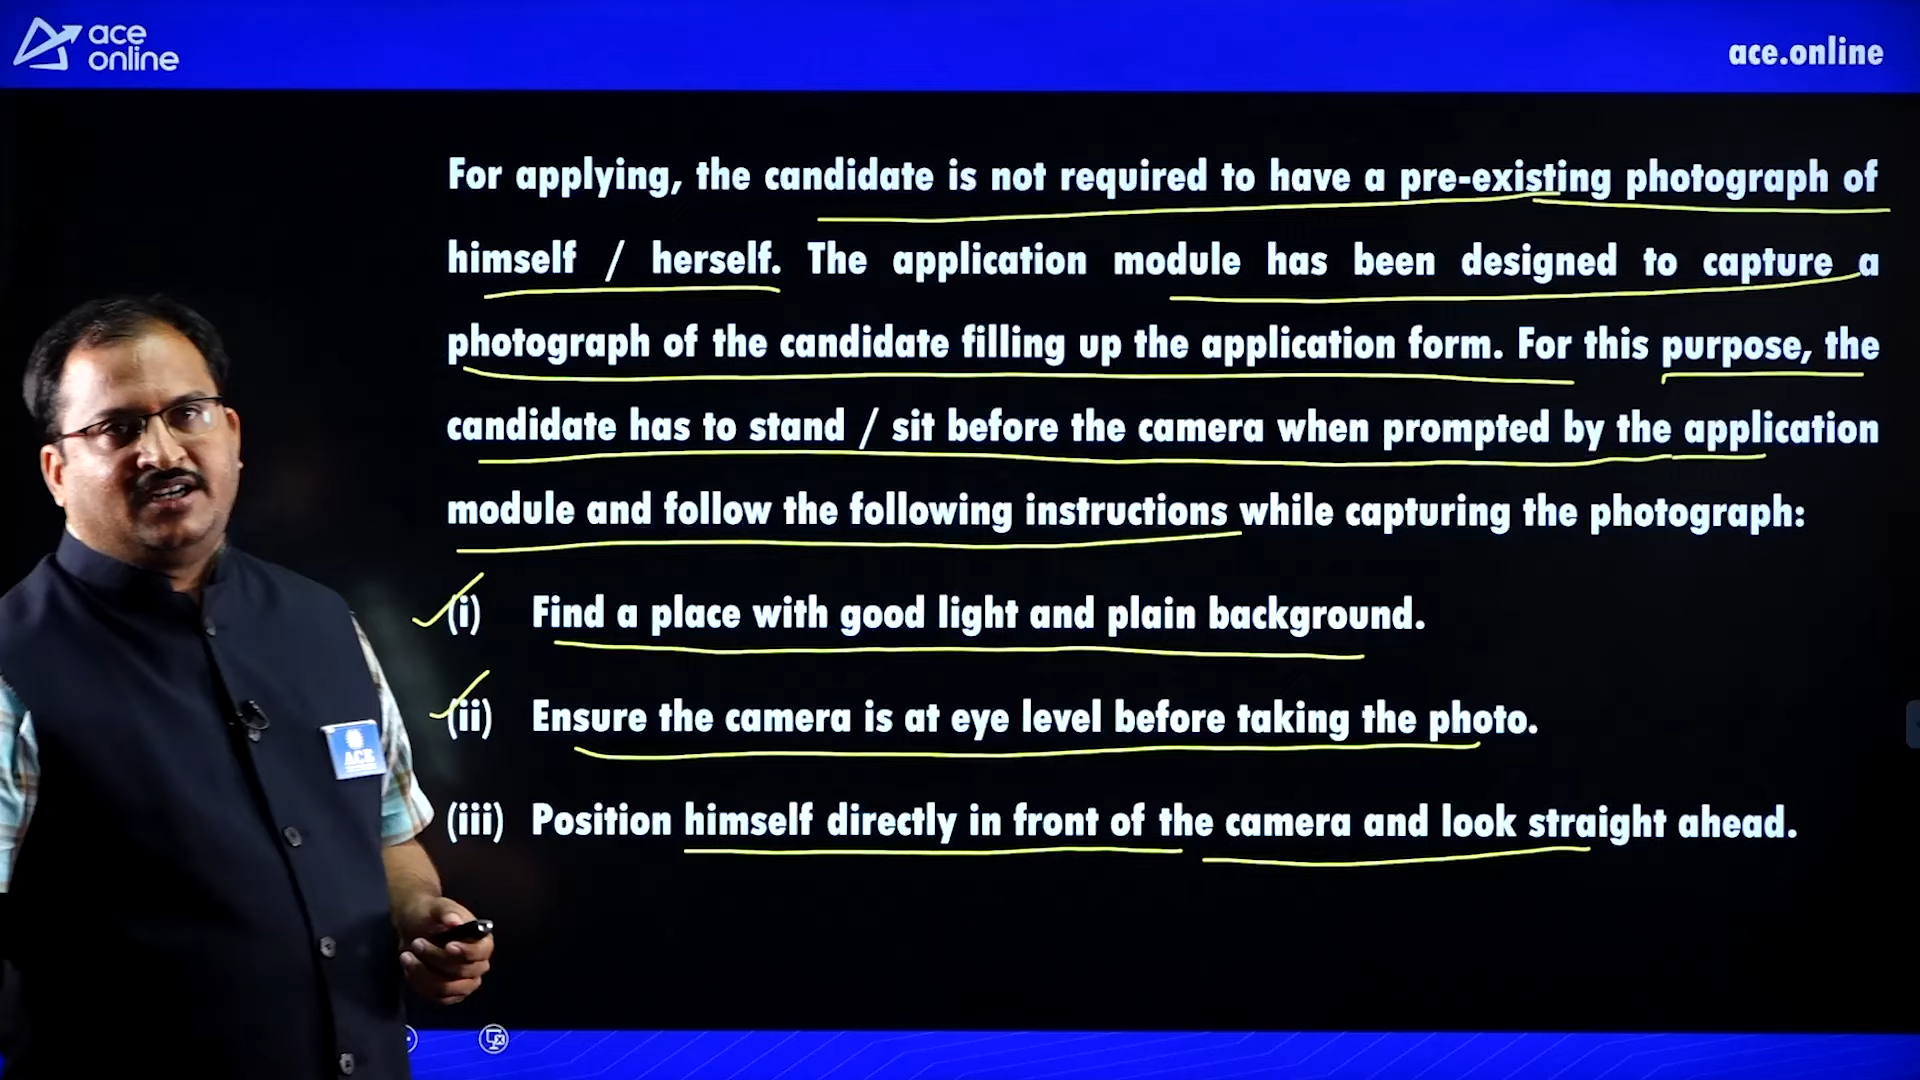 ace
online
ace.online
For applying, the candidate is not required to have a pre-existing photograph of
himself / herself. The application module has been designed to capture a
photograph of the candidate filling up the application form. For this purpose, the
candidate has to stand / sit before the camera when prompted by the application
module and follow the following instructions while capturing the photograph:
(i) Find a place with good light and plain background.
(ii) Ensure the camera is at eye level before taking the photo.
(iii) Position himself directly in front of the camera and look straight ahead.
ACE